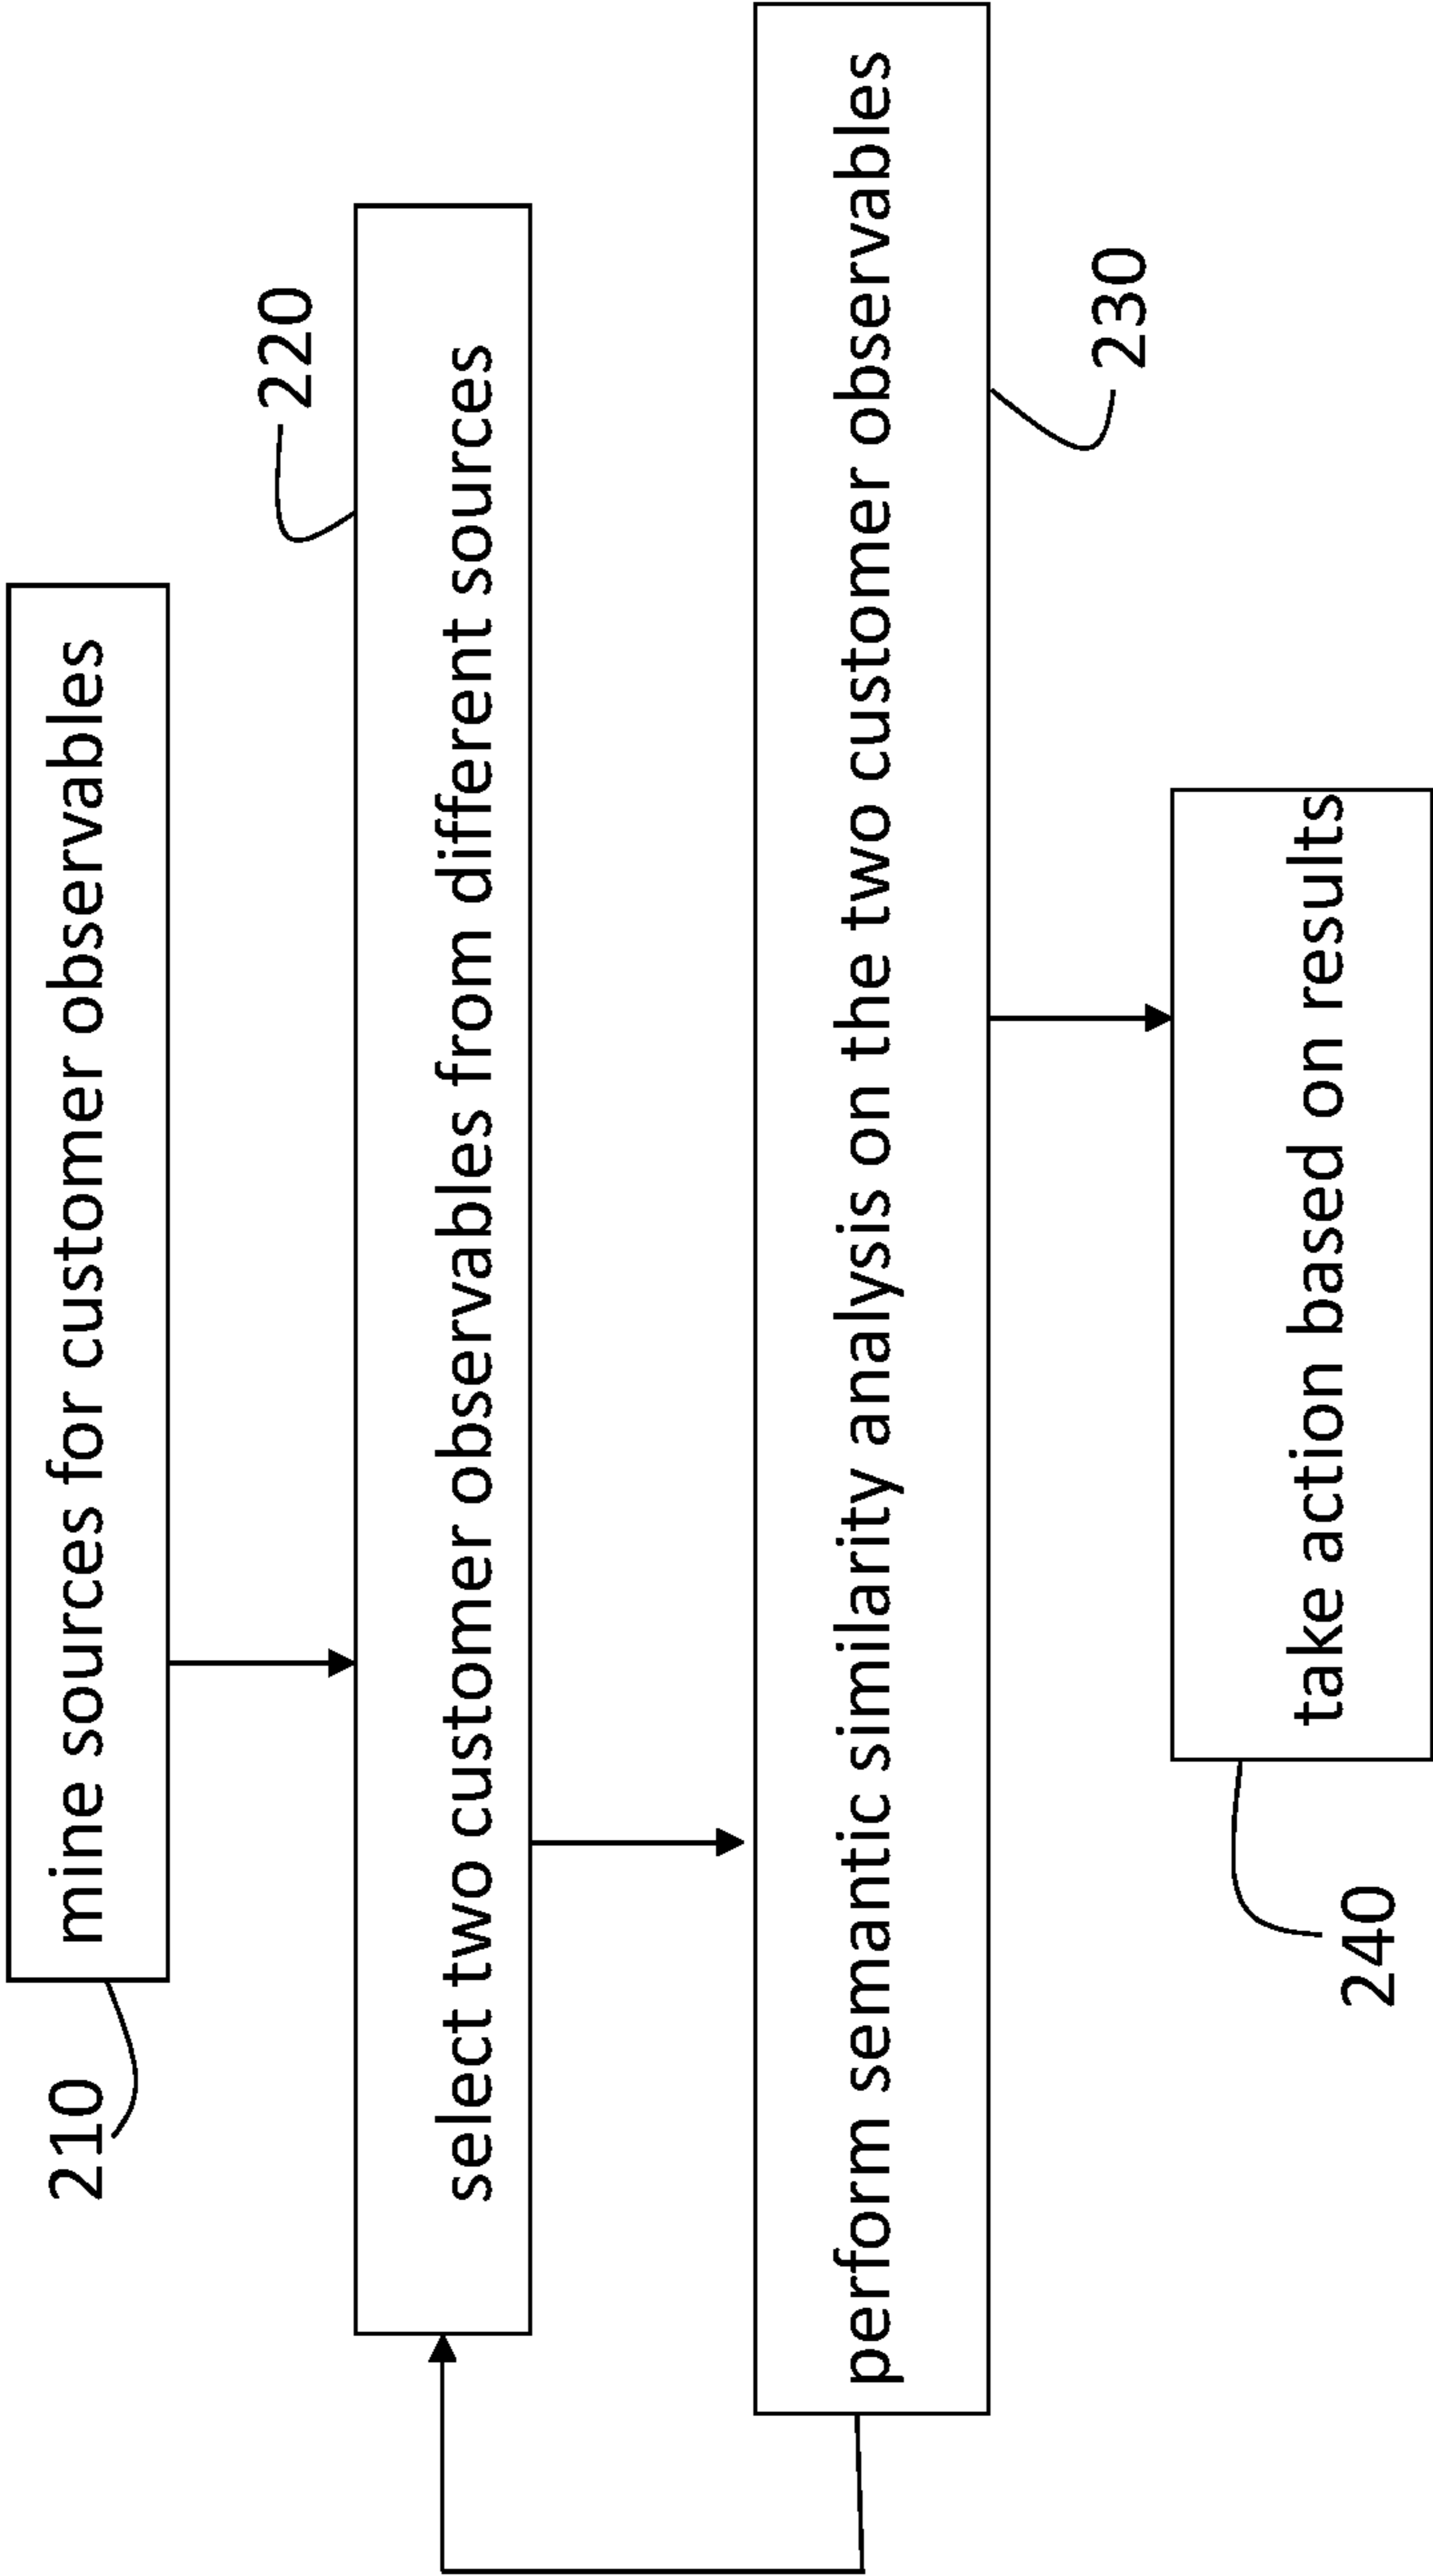 210
mine sources for customer observables
220
select two customer observables from different sources
perform semantic similarity analysis on the two customer observables
230
take action based on results
240